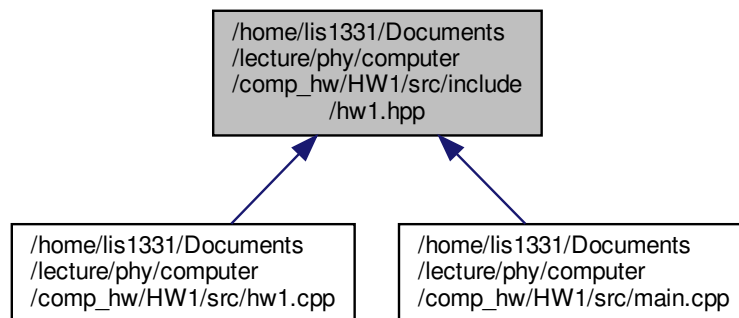 /home/lis1331/Documents
/lecture/phy/computer
/comp_hw/HW1/src/include
/hw1.hpp
/home/lis1331/Documents
/lecture/phy/computer
/comp_hw/HW1/src/hw1.cpp
/home/lis1331/Documents
/lecture/phy/computer
/comp_hw/HW1/src/main.cpp